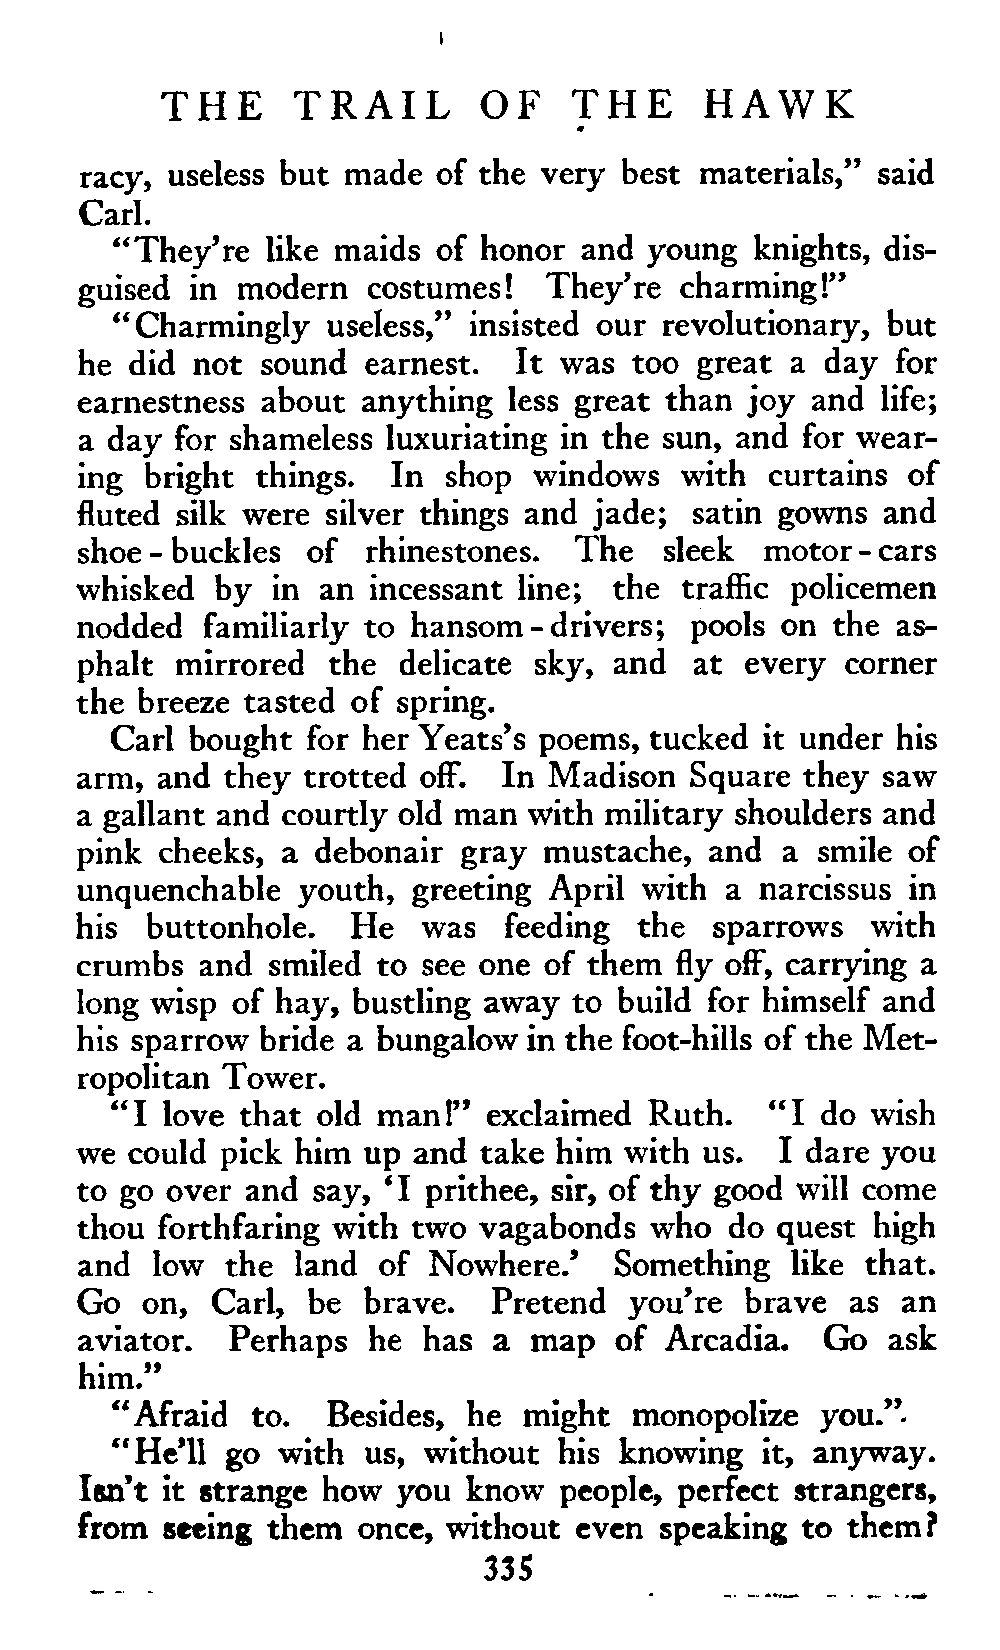 THE TRAIL OF THE HAWK
racy, useless but made of the very best materials,” said
Carl.
“They’re like maids of honor and young knights, dis-
guised in modern costumes! They’re charming!”
“Charmingly useless,” insisted our revolutionary, but
he did not sound earnest. It was too great a day for
earnestness about anything less great than joy and life;
a day for shameless luxuriating in the sun, and for wear-
ing bright things. In shop windows with curtains of
fluted silk were silver things and jade; satin gowns and
shoe-buckles of rhinestones. The sleek motor-cars
whisked by in an incessant line; the traffic policemen
nodded familiarly to hansom-drivers; pools on the as-
phalt mirrored the delicate sky, and at every corner
the breeze tasted of spring.
Carl bought for her Yeats’s poems, tucked it under his
arm, and they trotted off. In Madison Square they saw
a gallant and courtly old man with military shoulders and
pink cheeks, a debonair gray mustache, and a smile of
unquenchable youth, greeting April with a narcissus in
his buttonhole. He was feeding the sparrows with
crumbs and smiled to see one of them fly off, carrying a
long wisp of hay, bustling away to build for himself and
his sparrow bride a bungalow in the foot-hills of the Met-
ropolitan Tower.
“I love that old man!” exclaimed Ruth. “I do wish
we could pick him up and take him with us. I dare you
to go over and say, ‘I prithee, sir, of thy good will come
thou forthfaring with two vagabonds who do quest high
and low the land of Nowhere.’ Something like that.
Go on, Carl, be brave. Pretend you’re brave as an
aviator. Perhaps he has a map of Arcadia. Go ask
him.”
“Afraid to. Besides, he might monopolize you.”
“He’ll go with us, without his knowing it, anyway.
Isn’t it strange how you know people, perfect strangers,
from seeing them once, without even speaking to them?
335